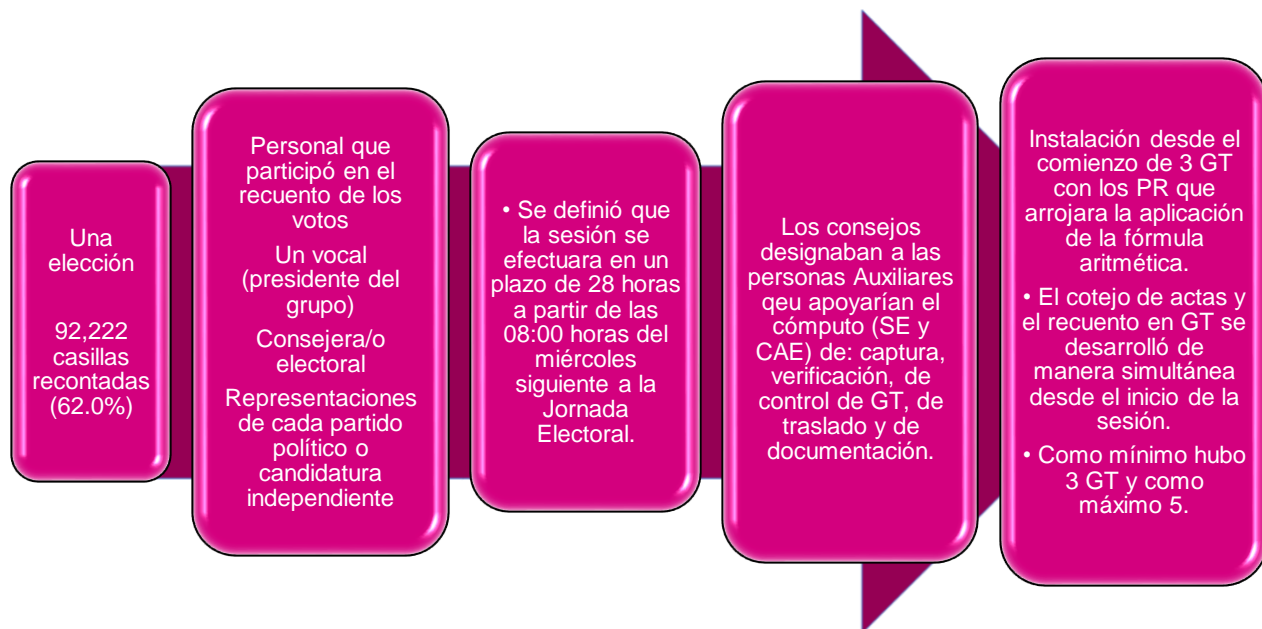 Una
elección
92,222
casillas
recontadas
(62.0%)
Personal que
participó en el
recuento de los
votos
Un vocal
(presidente del
grupo)
Consejera/o
electoral
Representaciones
de cada partido
político o
candidatura
independiente
• Se definió que
la sesión se
efectuara en un
plazo de 28 horas
a partir de las
08:00 horas del
miércoles
siguiente a la
Jornada
Electoral.
Los consejos
designaban a las
personas Auxiliares
qeu apoyarían el
cómputo (SE y
CAE) de: captura,
verificación, de
control de GT, de
traslado y de
documentación.
Instalación desde el
comienzo de 3 GT
con los PR que
arrojara la aplicación
de la fórmula
aritmética.
• El cotejo de actas y
el recuento en GT se
desarrolló de
manera simultánea
desde el inicio de la
sesión.
• Como mínimo hubo
3 GT y como
máximo 5.